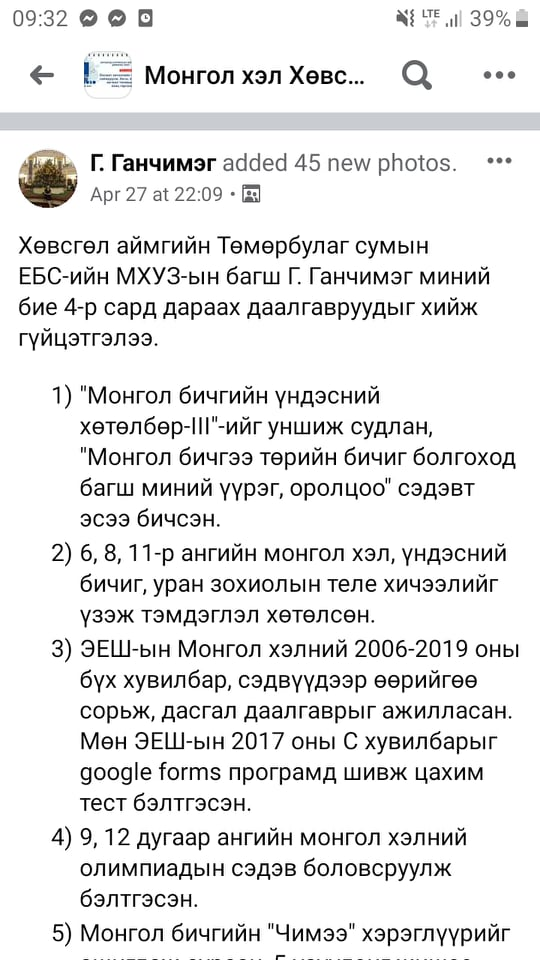 09:32 LTE 39%
Монгол хэл Хөвс...
Г. Ганчимэг added 45 new photos.
Apr 27 at 22:09 •
Хөвсгөл аймгийн Төмөрбулаг сумын
ЕБС-ийн МХУЗ-ын багш Г. Ганчимэг миний
бие 4-р сард дараах даалгавруудыг хийж
гүйцэтгэлээ.
1) "Монгол бичгийн үндэсний
хөтөлбөр-III"-ийг уншиж судлан,
"Монгол бичгээ төрийн бичиг болгоход
багш миний үүрэг, оролцоо" сэдэвт
эсээ бичсэн.
2) 6, 8, 11-р ангийн монгол хэл, үндэсний
бичиг, уран зохиолын теле хичээлийг
үзэж тэмдэглэл хөтөлсөн.
3) ЭЕШ-ын Монгол хэлний 2006-2019 оны
бүх хувилбар, сэдвүүдээр өөрийгөө
сорьж, дасгал даалгаврыг ажилласан.
Мөн ЭЕШ-ын 2017 оны С хувилбарыг
google forms програмд шивж цахим
тест бэлтгэсэн.
4) 9, 12 дугаар ангийн монгол хэлний
олимпиадын сэдэв боловсруулж
бэлтгэсэн.
5) Монгол бичгийн "Чимээ" хэрэглүүрийг